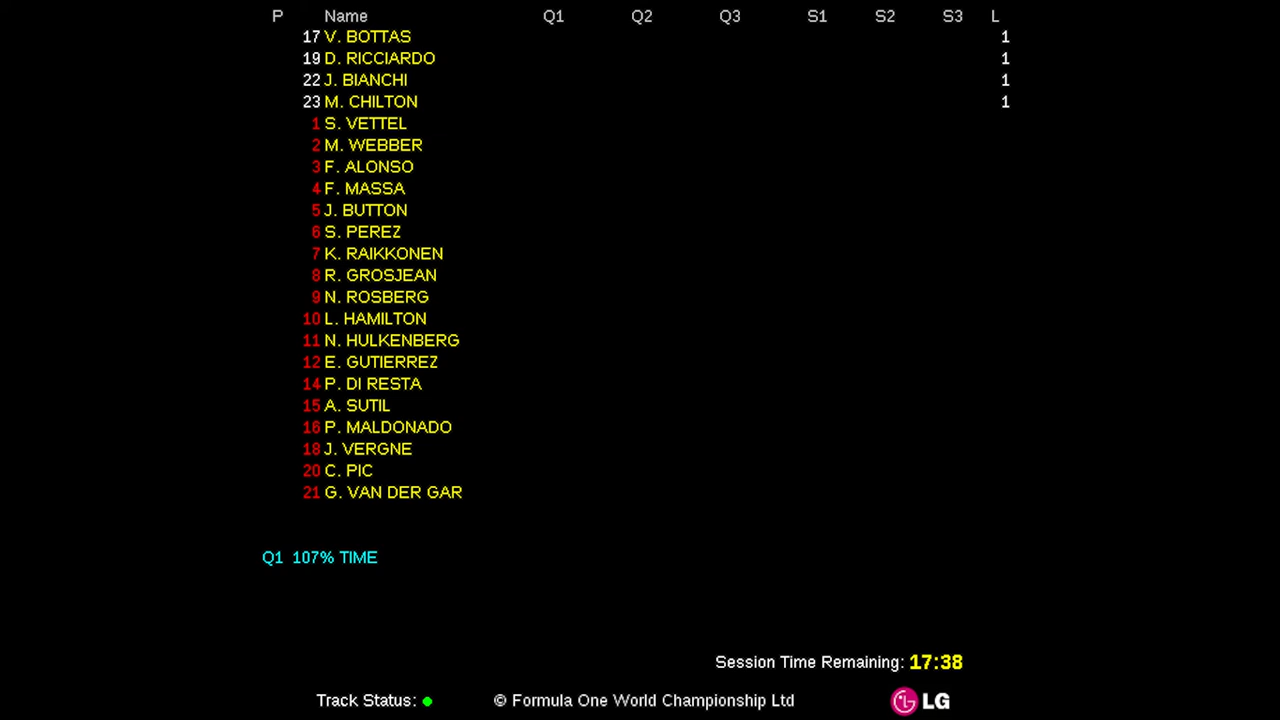 P Name Q1 Q2 Q3 S1 S2 S3 L
17 V. BOTTAS 1
19 D. RICCIARDO 1
22 J. BIANCHI 1
23 M. CHILTON 1
1 S. VETTEL
2 M. WEBBER
3 F. ALONSO
4 F. MASSA
5 J. BUTTON
6 S. PEREZ
7 K. RAIKKONEN
8 R. GROSJEAN
9 N. ROSBERG
10 L. HAMILTON
11 N. HULKENBERG
12 E. GUTIERREZ
14 P. DI RESTA
15 A. SUTIL
16 P. MALDONADO
18 J. VERGNE
20 C. PIC
21 G. VAN DER GAR
Q1 107% TIME
Session Time Remaining: 17:38
Track Status: © Formula One World Championship Ltd LG